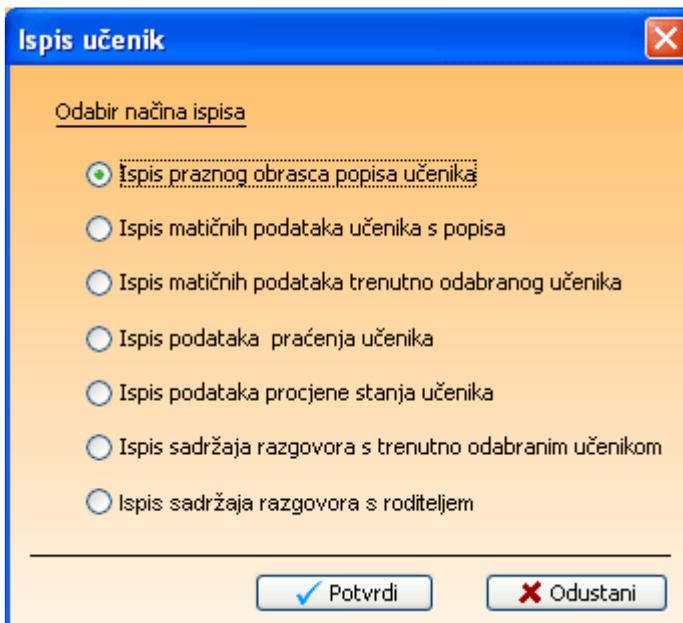 Ispis učenik
Odabir načina ispisa
Ispis praznog obrasca popisa učenika
Ispis matičnih podataka učenika s popisa
Ispis matičnih podataka trenutno odabranog učenika
Ispis podataka  praćenja učenika
Ispis podataka procjene stanja učenika
Ispis sadržaja razgovora s trenutno odabranim učenikom
Ispis sadržaja razgovora s roditeljem
Potvrdi
Odustani